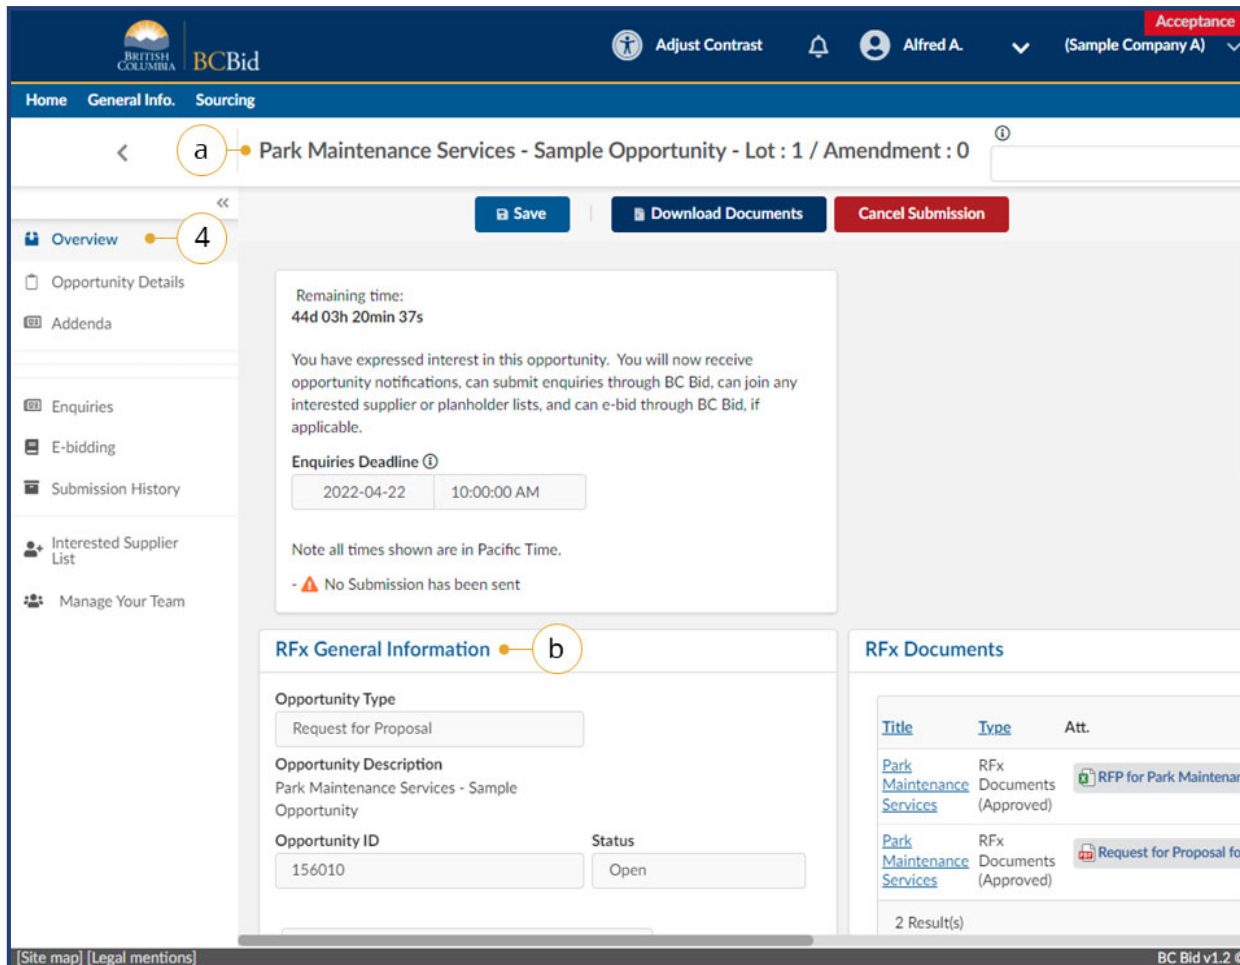 Acceptance
BRITISH COLUMBIA
BCBid
Adjust Contrast
Alfred A.
(Sample Company A)
Home General Info. Sourcing
a
Park Maintenance Services - Sample Opportunity - Lot : 1 / Amendment : 0
Save
Download Documents
Cancel Submission
Overview
4
Opportunity Details
Addenda
Enquiries
E-bidding
Submission History
Interested Supplier
List
Manage Your Team
Remaining time:
44d 03h 20min 37s
You have expressed interest in this opportunity. You will now receive
opportunity notifications, can submit enquiries through BC Bid, can join any
interested supplier or planholder lists, and can e-bid through BC Bid, if
applicable.
Enquiries Deadline
2022-04-22 10:00:00 AM
Note all times shown are in Pacific Time.
- No Submission has been sent
RFx General Information
b
Opportunity Type
Request for Proposal
Opportunity Description
Park Maintenance Services - Sample
Opportunity
Opportunity ID
Status
156010
Open
RFx Documents
Title Type Att.
Park
Maintenance
Services
RFx
Documents
(Approved)
RFP for Park Maintenan
Park
Maintenance
Services
RFx
Documents
(Approved)
Request for Proposal fo
2 Result(s)
[Site map] [Legal mentions]
BC Bid v1.2 ©